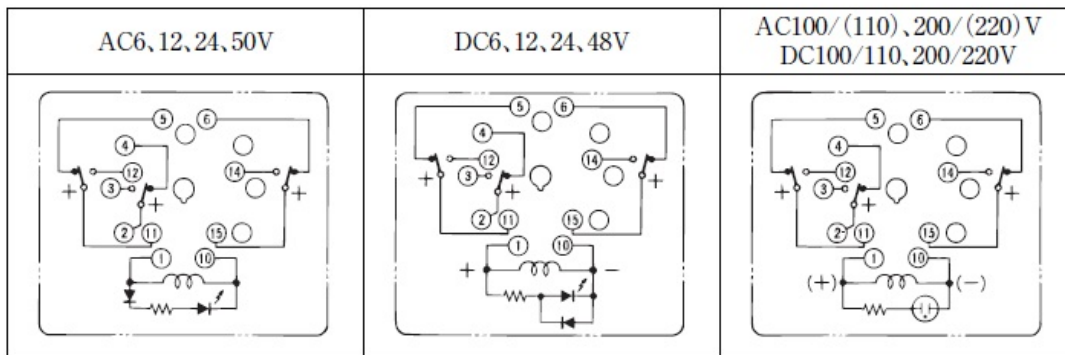 AC6、12、24、50V
DC6、12、24、48V
AC100/(110)、200/(220)V
DC100/110、200/220V
5 6
4
12 14
3
+ + +
2 11 15
1 10
5 6
4
12 14
3
+ + +
2 11 15
1 10
+ −
5 6
4
12 14
3
+ + +
2 11 15
1 10
(+) (−)